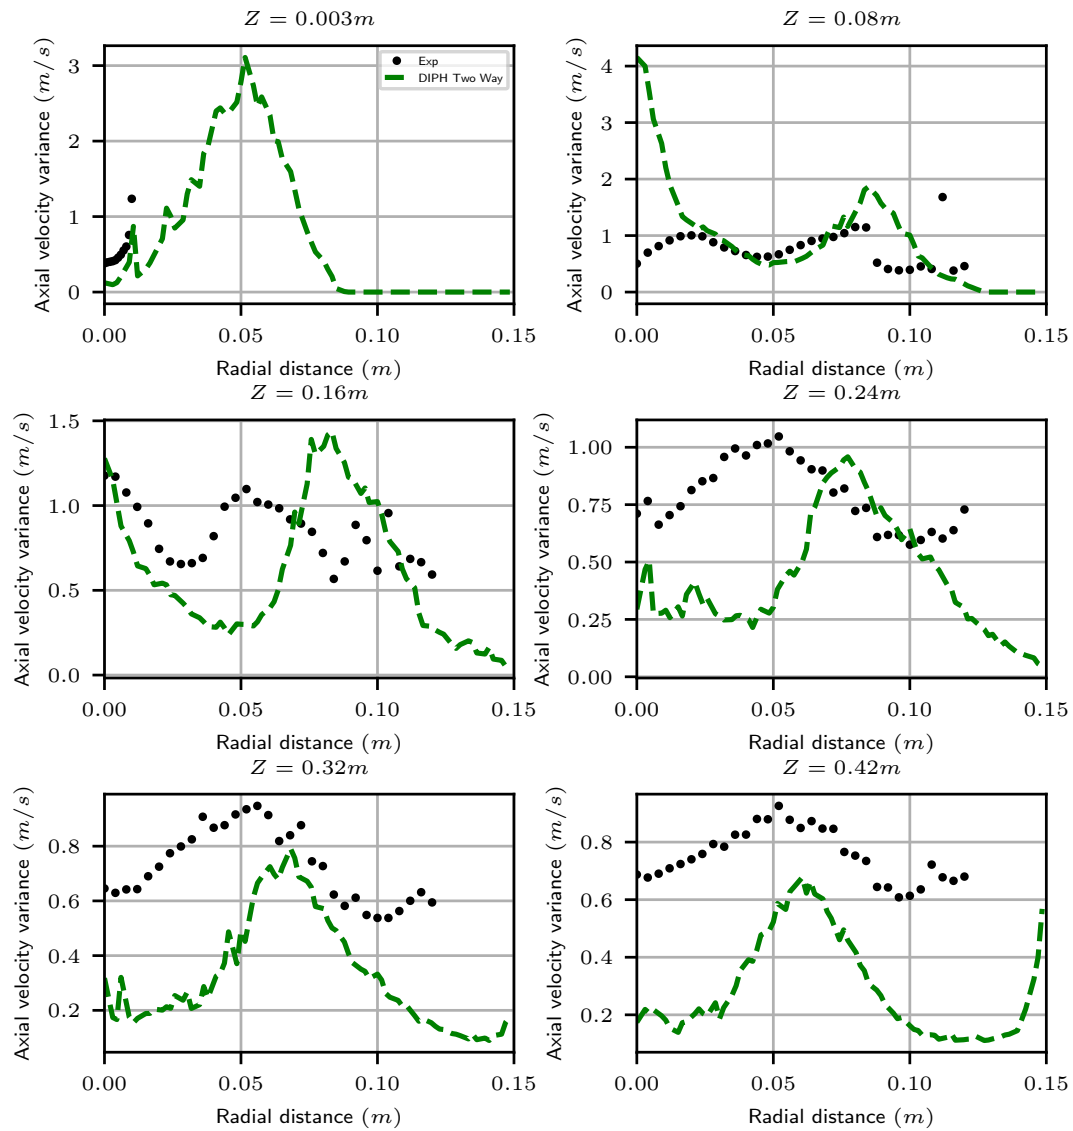 Z = 0.003m
Z = 0.08m
Axial velocity variance (m/s)
3
2
1
0
Exp
DIPH Two Way
0.00
0.05
0.10
0.15
Radial distance (m)
Axial velocity variance (m/s)
4
3
2
1
0
0.00
0.05
0.10
0.15
Radial distance (m)
Z = 0.16m
Z = 0.24m
Axial velocity variance (m/s)
1.5
1.0
0.5
0.0
0.00
0.05
0.10
0.15
Radial distance (m)
Axial velocity variance (m/s)
1.00
0.75
0.50
0.25
0.00
0.00
0.05
0.10
0.15
Radial distance (m)
Z = 0.32m
Z = 0.42m
Axial velocity variance (m/s)
0.8
0.6
0.4
0.2
0.00
0.05
0.10
0.15
Radial distance (m)
Axial velocity variance (m/s)
0.8
0.6
0.4
0.2
0.00
0.05
0.10
0.15
Radial distance (m)